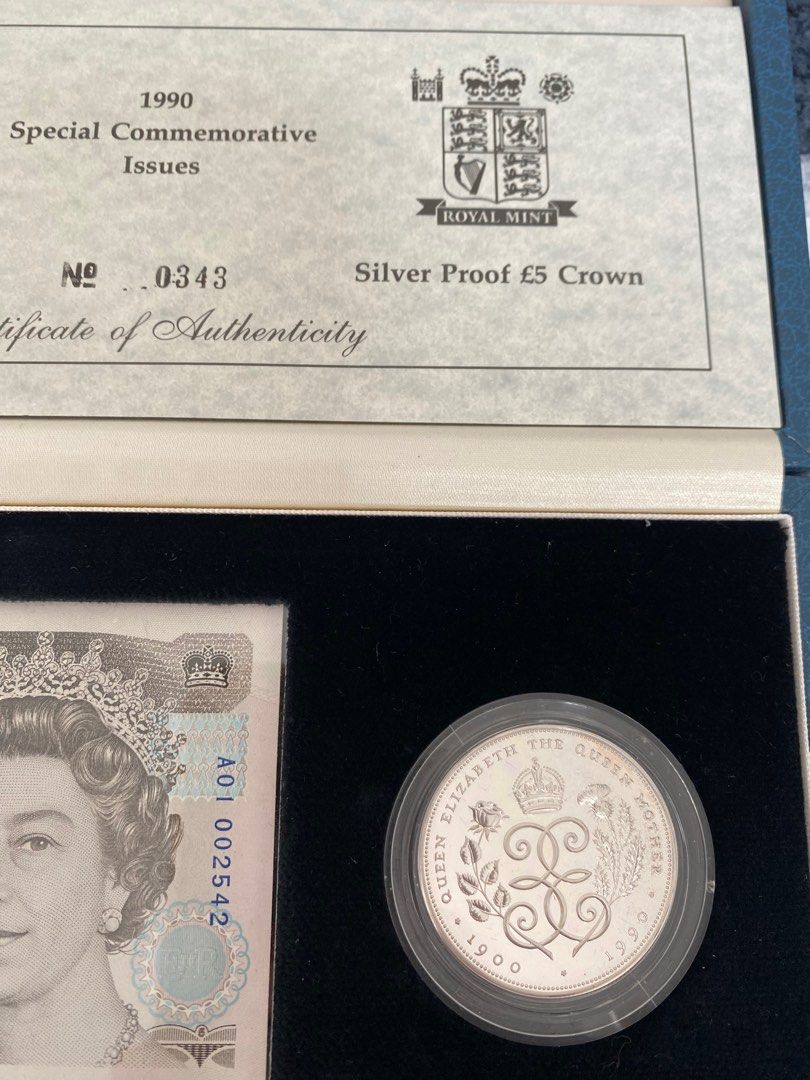 1990
Special Commemorative
Issues
ROYAL MINT
Silver Proof £5 Crown
Nº ..0343
tificate of Authenticity
A01 002542
QUEEN ELIZABETH THE QUEEN MOTHER
1900
1990
5